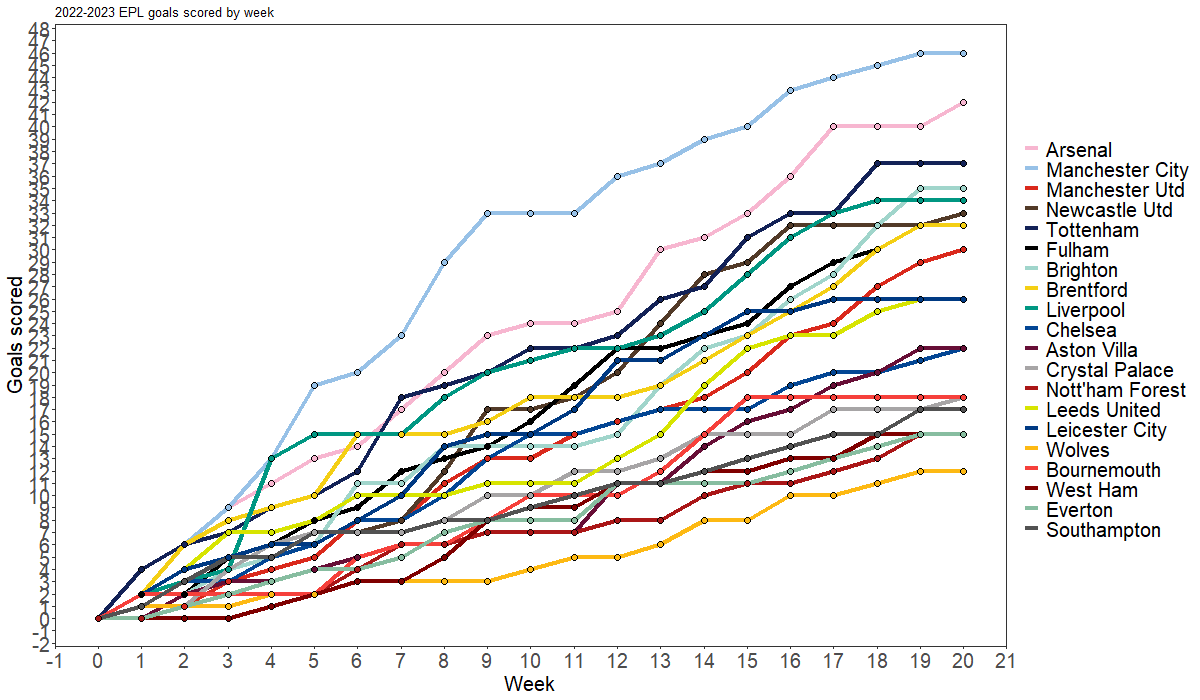 2022-2023 EPL goals scored by week
48
47
46
45
44
43
42
41
40
39
38
37
36
35
34
33
32
31
30
29
28
27
26
25
24
23
22
21
20
19
18
17
16
15
14
13
12
11
10
9
8
7
6
5
4
3
2
1
0
-1
-2
Goals scored
-1 0 1 2 3 4 5 6 7 8 9 10 11 12 13 14 15 16 17 18 19 20 21
Week
Arsenal
Manchester City
Manchester Utd
Newcastle Utd
Tottenham
Fulham
Brighton
Brentford
Liverpool
Chelsea
Aston Villa
Crystal Palace
Nott'ham Forest
Leeds United
Leicester City
Wolves
Bournemouth
West Ham
Everton
Southampton